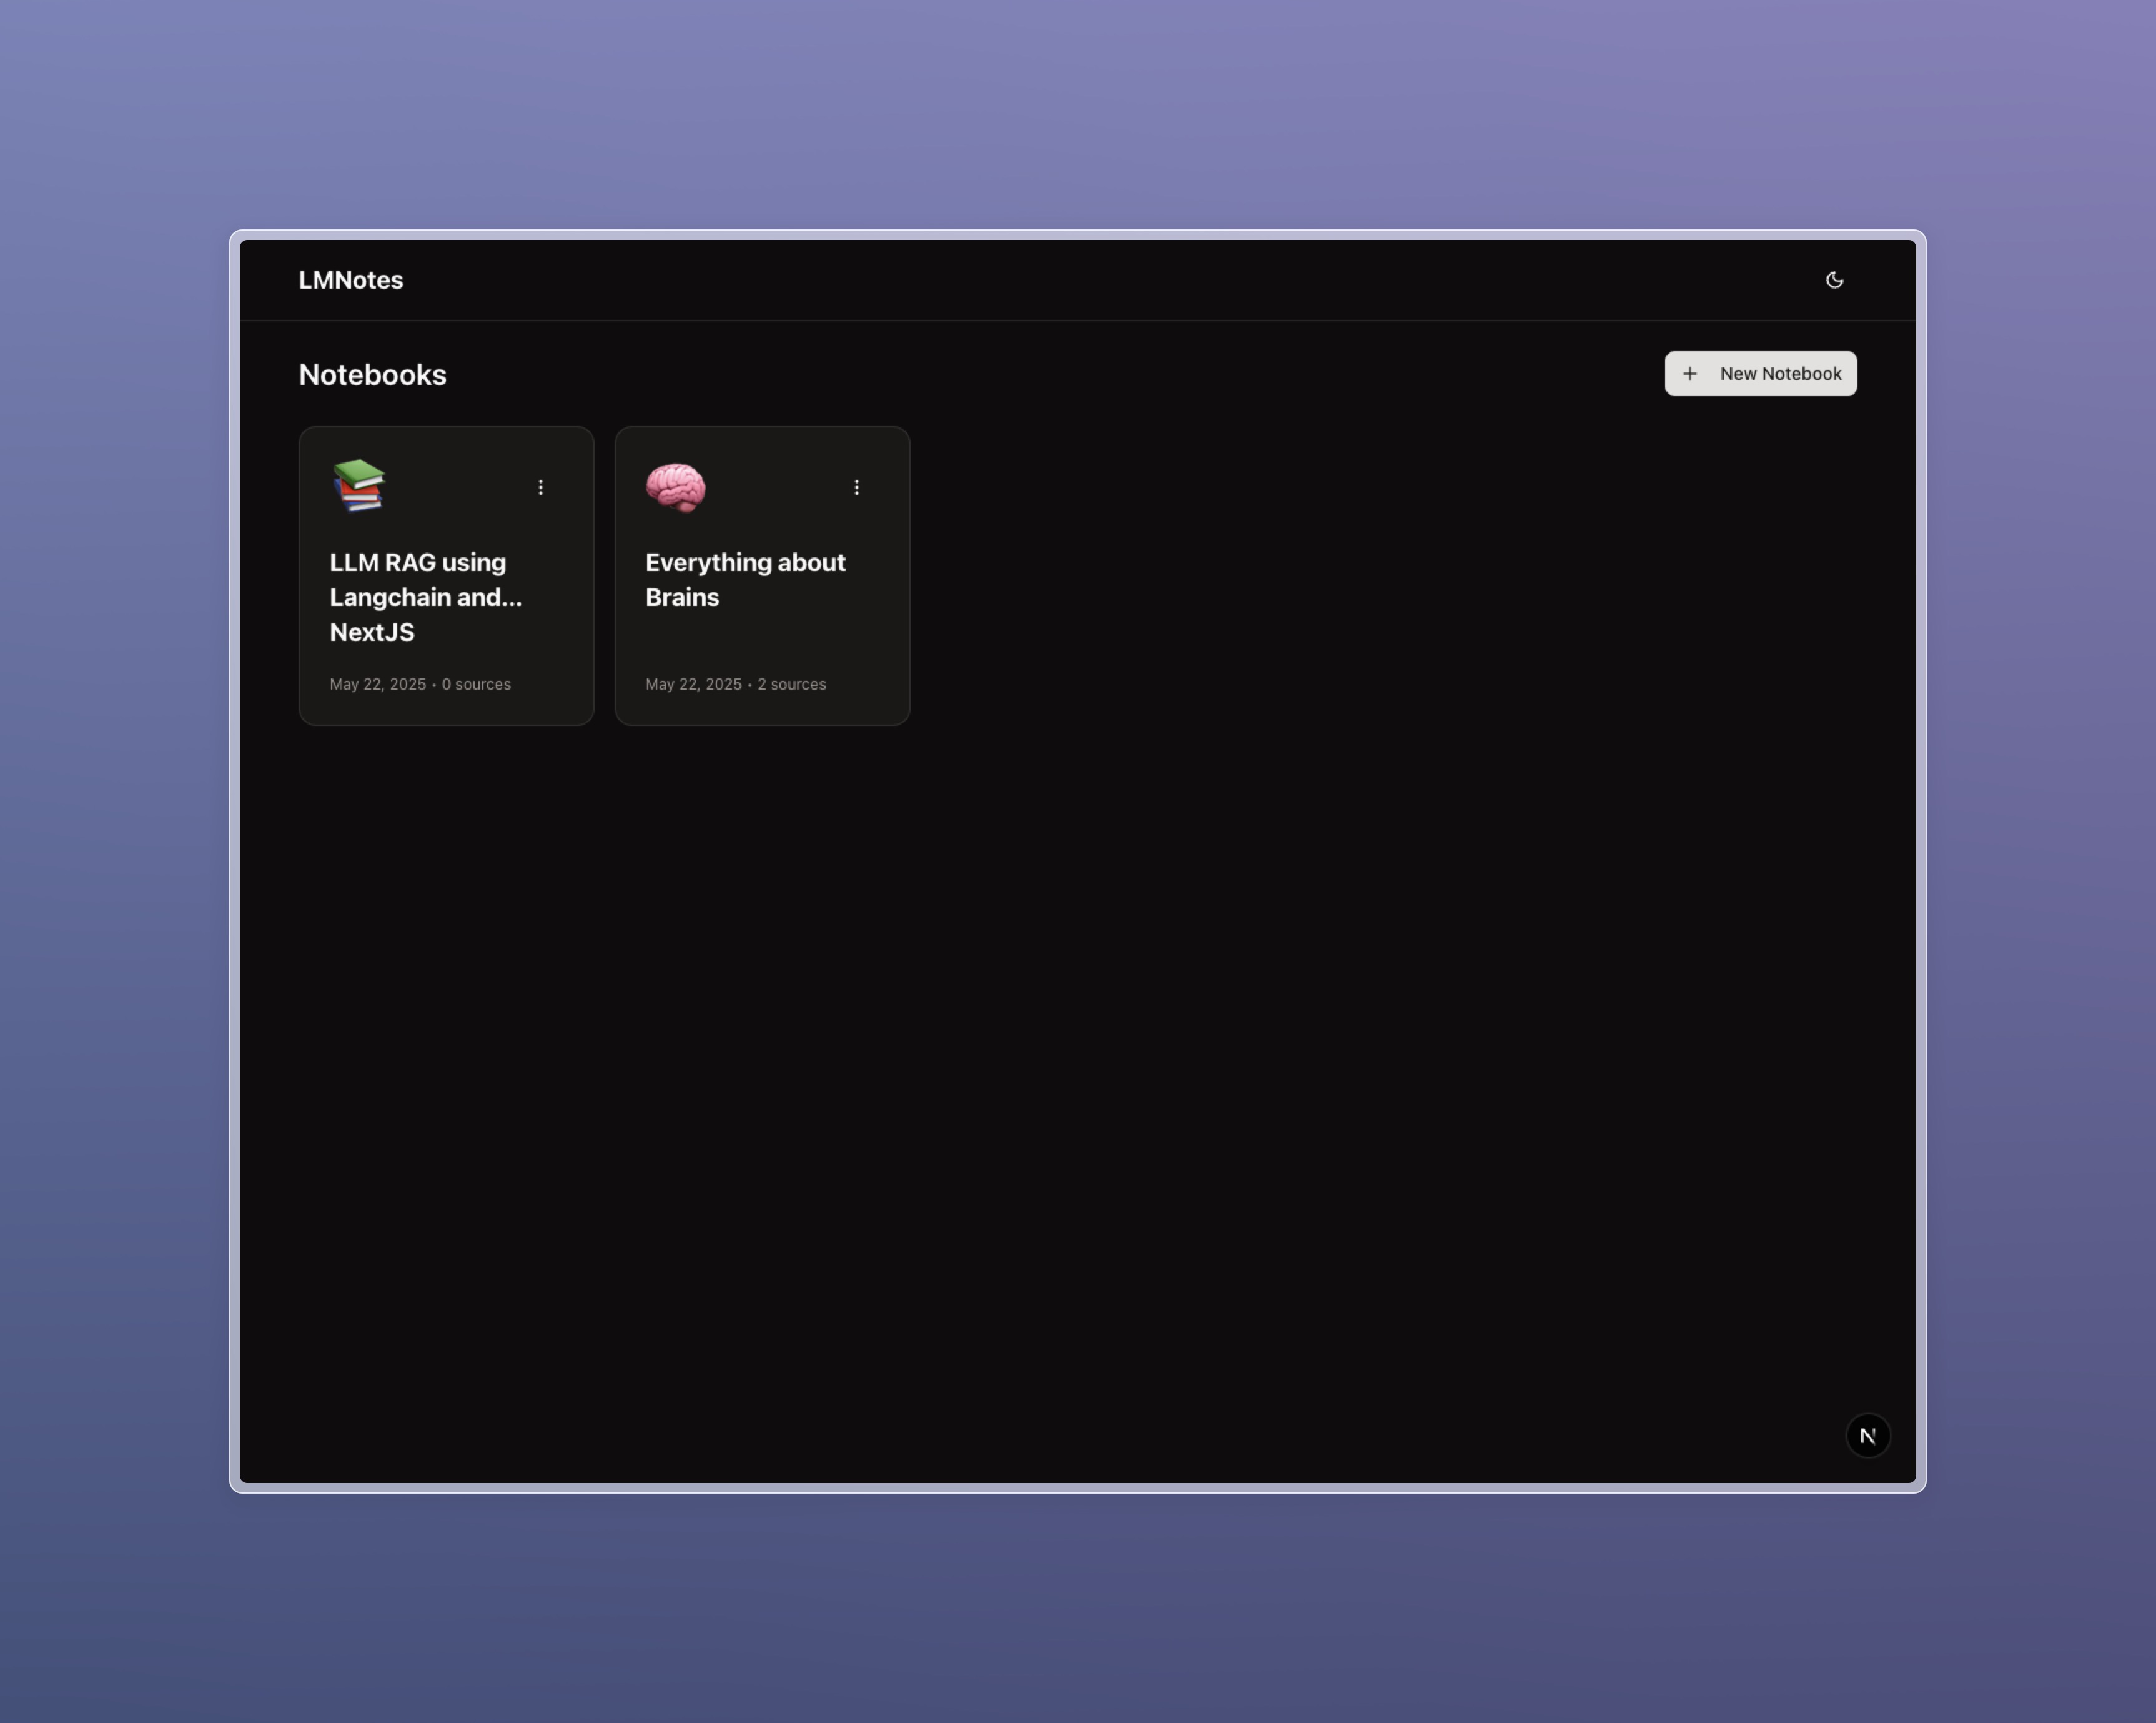 LMNotes
Notebooks
+ New Notebook
LLM RAG using
Langchain and...
NextJS
May 22, 2025 • 0 sources
Everything about
Brains
May 22, 2025 • 2 sources
N